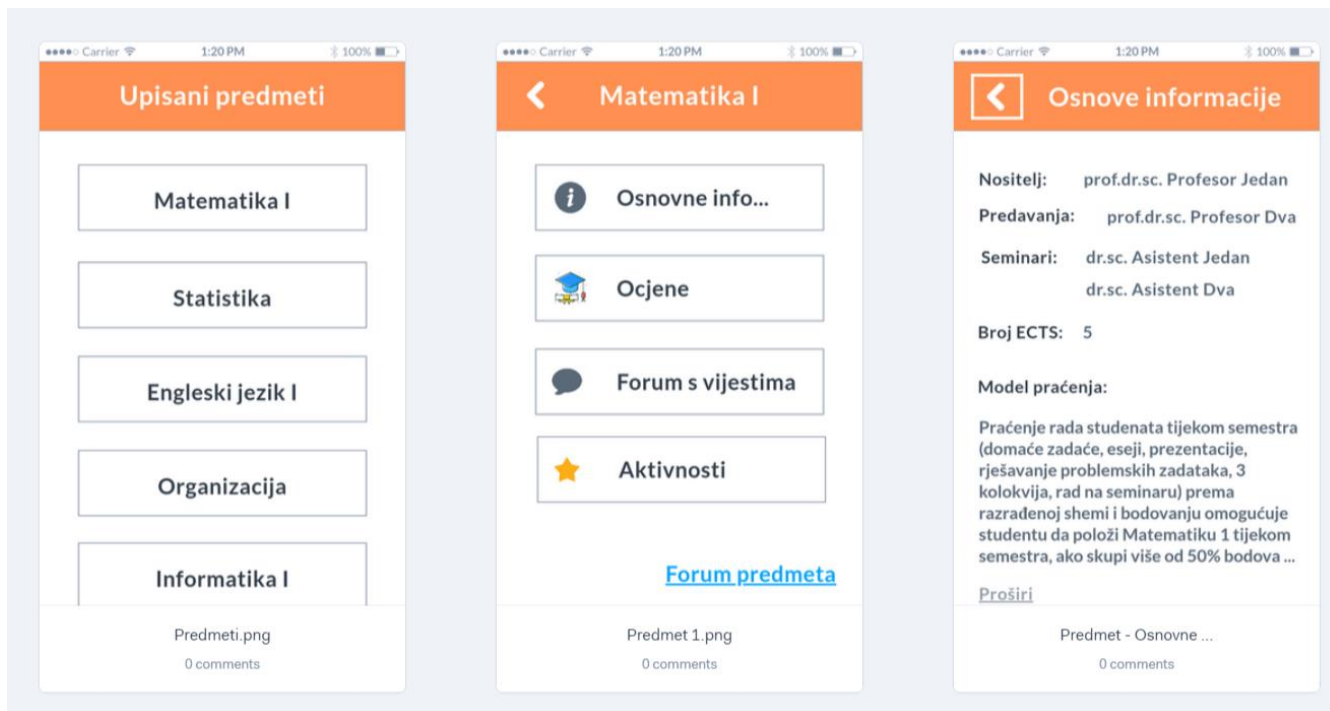 Carrier 1:20 PM 100%
Upisani predmeti
Matematika I
Statistika
Engleski jezik I
Organizacija
Informatika I
Predmeti.png
0 comments
Carrier 1:20 PM 100%
Matematika I
Osnovne info...
Ocjene
Forum s vijestima
Aktivnosti
Forum predmeta
Predmet 1.png
0 comments
Carrier 1:20 PM 100%
Osnove informacije
Nositelj: prof.dr.sc. Profesor Jedan
Predavanja: prof.dr.sc. Profesor Dva
Seminari: dr.sc. Asistent Jedan
dr.sc. Asistent Dva
Broj ECTS: 5
Model praćenja:
Praćenje rada studenata tijekom semestra
(domaće zadaće, eseji, prezentacije,
rješavanje problemskih zadataka, 3
kolokvija, rad na seminaru) prema
razrađenoj shemi i bodovanju omogućuje
studentu da položi Matematiku 1 tijekom
semestra, ako skupi više od 50% bodova ...
Proširi
Predmet - Osnovne ...
0 comments